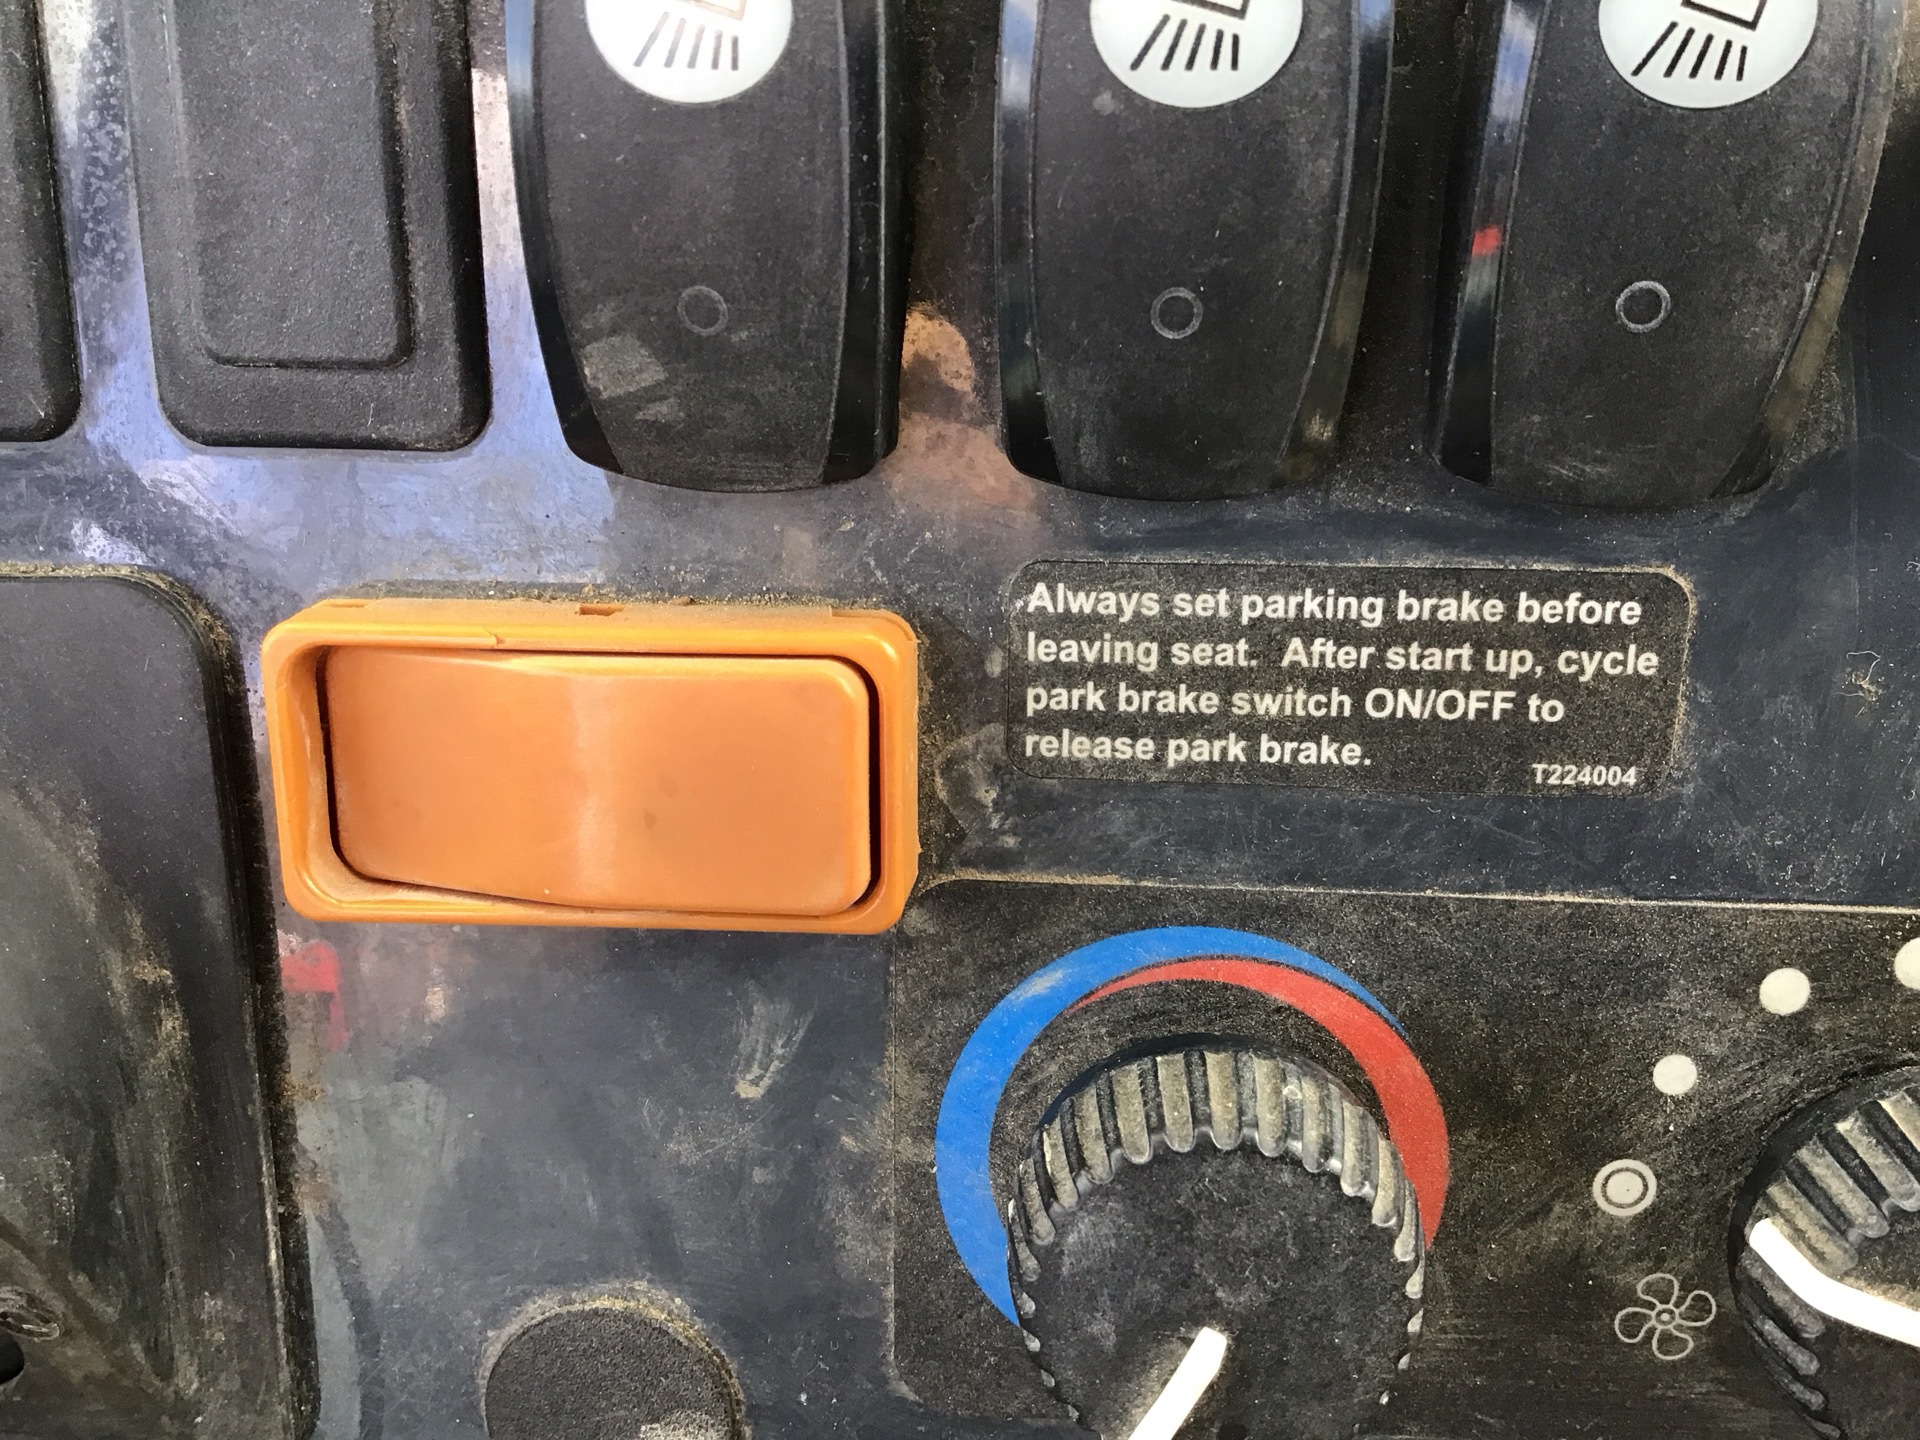 Always set parking brake before
leaving seat. After start up, cycle
park brake switch ON/OFF to
release park brake.
T224004